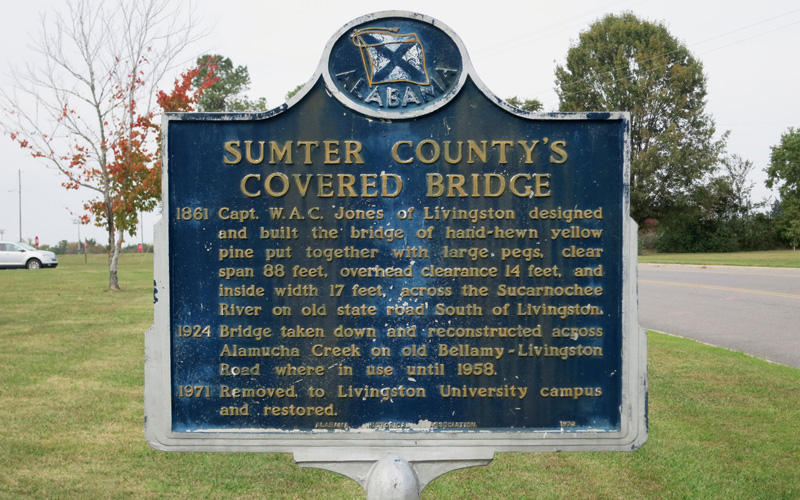 ALABAMA
ALABAMA
SUMTER COUNTY'S
COVERED BRIDGE
1861 Capt. W.A.C. Jones of Livingston designed
and built the bridge of hand-hewn yellow
pine put together with large pegs, clear
span 88 feet, overhead clearance 14 feet, and
inside width 17 feet, across the Sucarnochee
River on old state road South of Livingston.
1924 Bridge taken down and reconstructed across
Alamucha Creek on old Bellamy-Livingston
Road where in use until 1958.
1971 Removed to Livingston University campus
and restored.
ALABAMA HISTORICAL ASSOCIATION